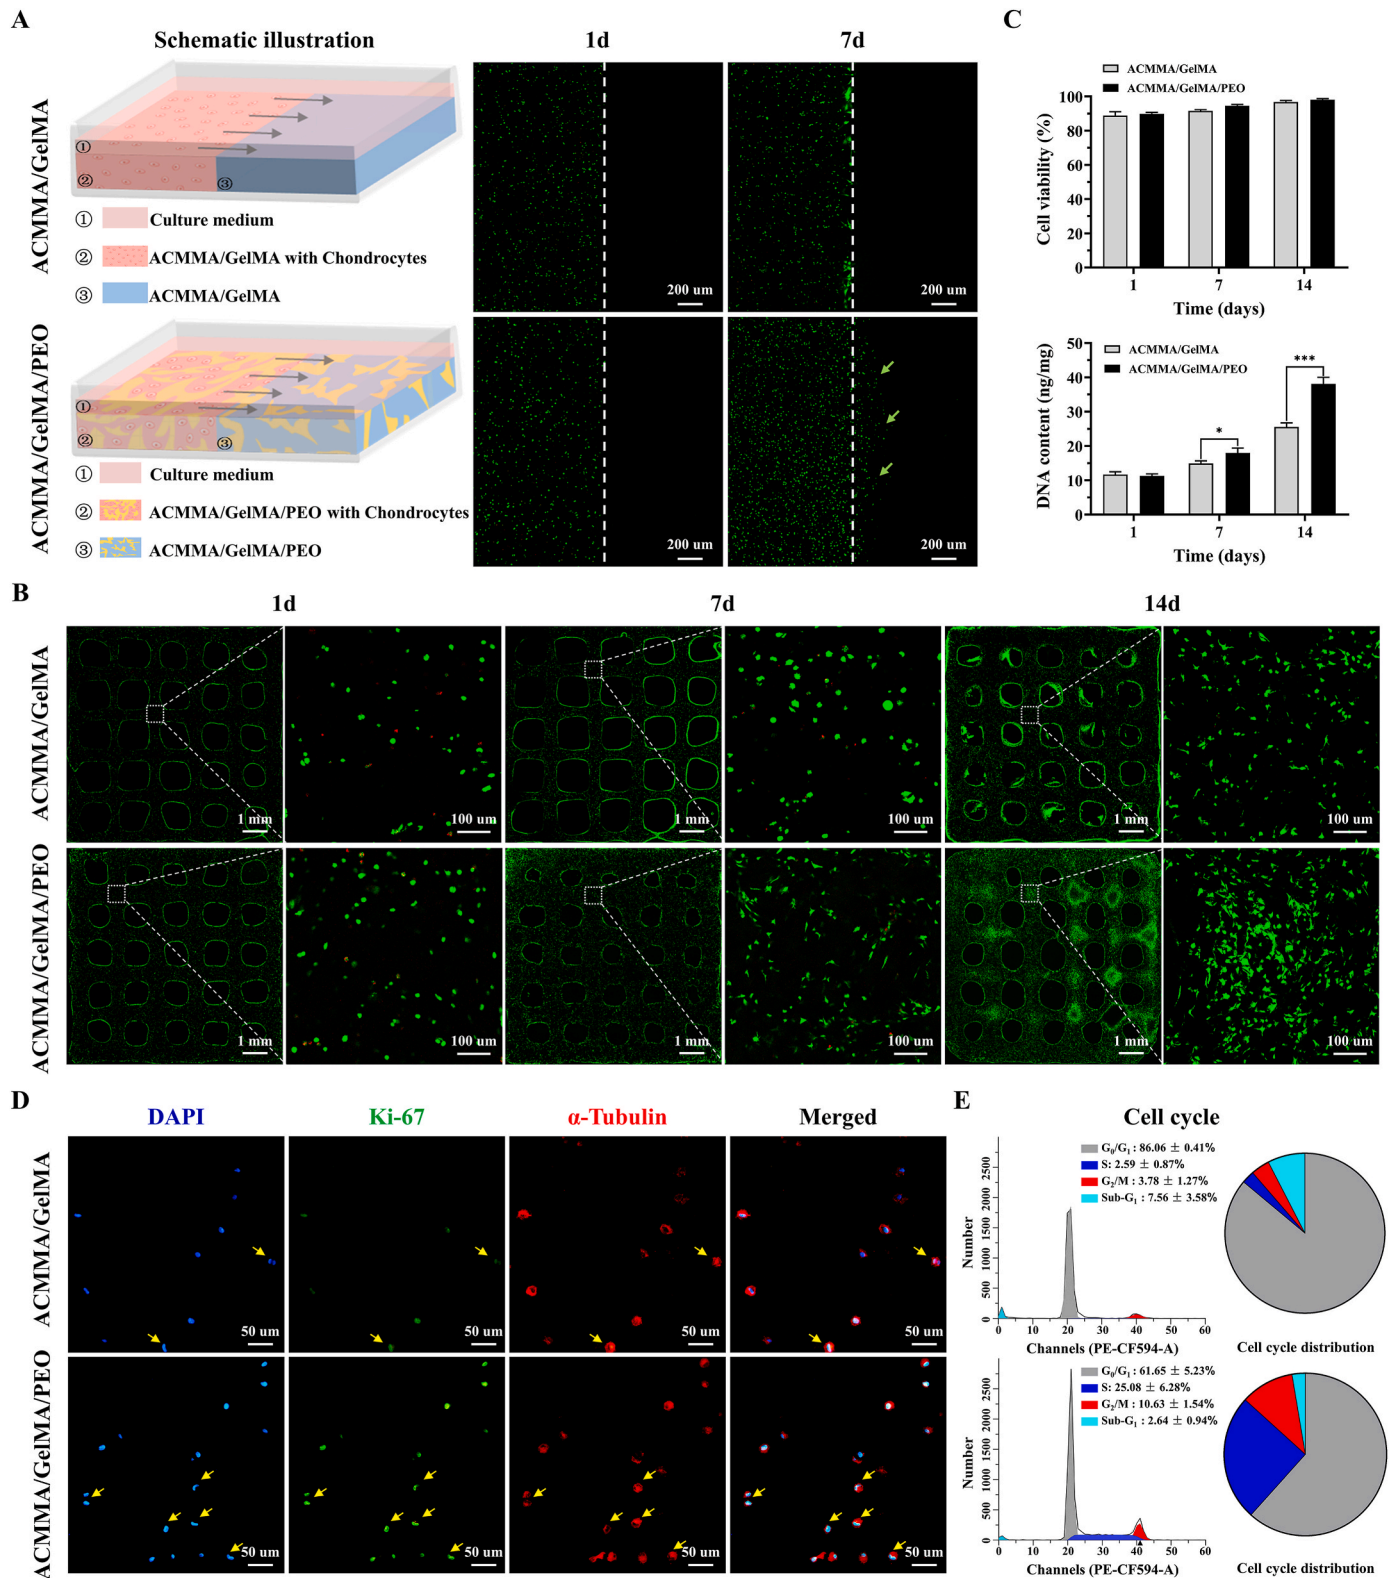 A
Schematic illustration
1d
7d
ACMMA/GelMA
①
②
③
① Culture medium
② ACMMA/GelMA with Chondrocytes
③ ACMMA/GelMA
200 um
200 um
ACMMA/GelMA/PEO
①
②
③
① Culture medium
② ACMMA/GelMA/PEO with Chondrocytes
③ ACMMA/GelMA/PEO
200 um
200 um
C
ACMMA/GelMA
ACMMA/GelMA/PEO
Cell viability (%)
100
80
60
40
20
0
1 7 14
Time (days)
ACMMA/GelMA
ACMMA/GelMA/PEO
DNA content (ng/mg)
50
40
30
20
10
0
*
***
1 7 14
Time (days)
B
1d
7d
14d
ACMMA/GelMA
1 mm
100 um
1 mm
100 um
1 mm
100 um
ACMMA/GelMA/PEO
1 mm
100 um
1 mm
100 um
1 mm
100 um
D
DAPI
Ki-67
α-Tubulin
Merged
ACMMA/GelMA
50 um
50 um
50 um
50 um
ACMMA/GelMA/PEO
50 um
50 um
50 um
50 um
E
Cell cycle
G₀/G₁ : 86.06 ± 0.41%
S: 2.59 ± 0.87%
G₂/M : 3.78 ± 1.27%
Sub-G₁ : 7.56 ± 3.58%
Number
2500
2000
1500
1000
500
0
0 10 20 30 40 50 60
Channels (PE-CF594-A)
Cell cycle distribution
G₀/G₁ : 61.65 ± 5.23%
S: 25.08 ± 6.28%
G₂/M : 10.63 ± 1.54%
Sub-G₁ : 2.64 ± 0.94%
Number
2500
2000
1500
1000
500
0
0 10 20 30 40 50 60
Channels (PE-CF594-A)
Cell cycle distribution